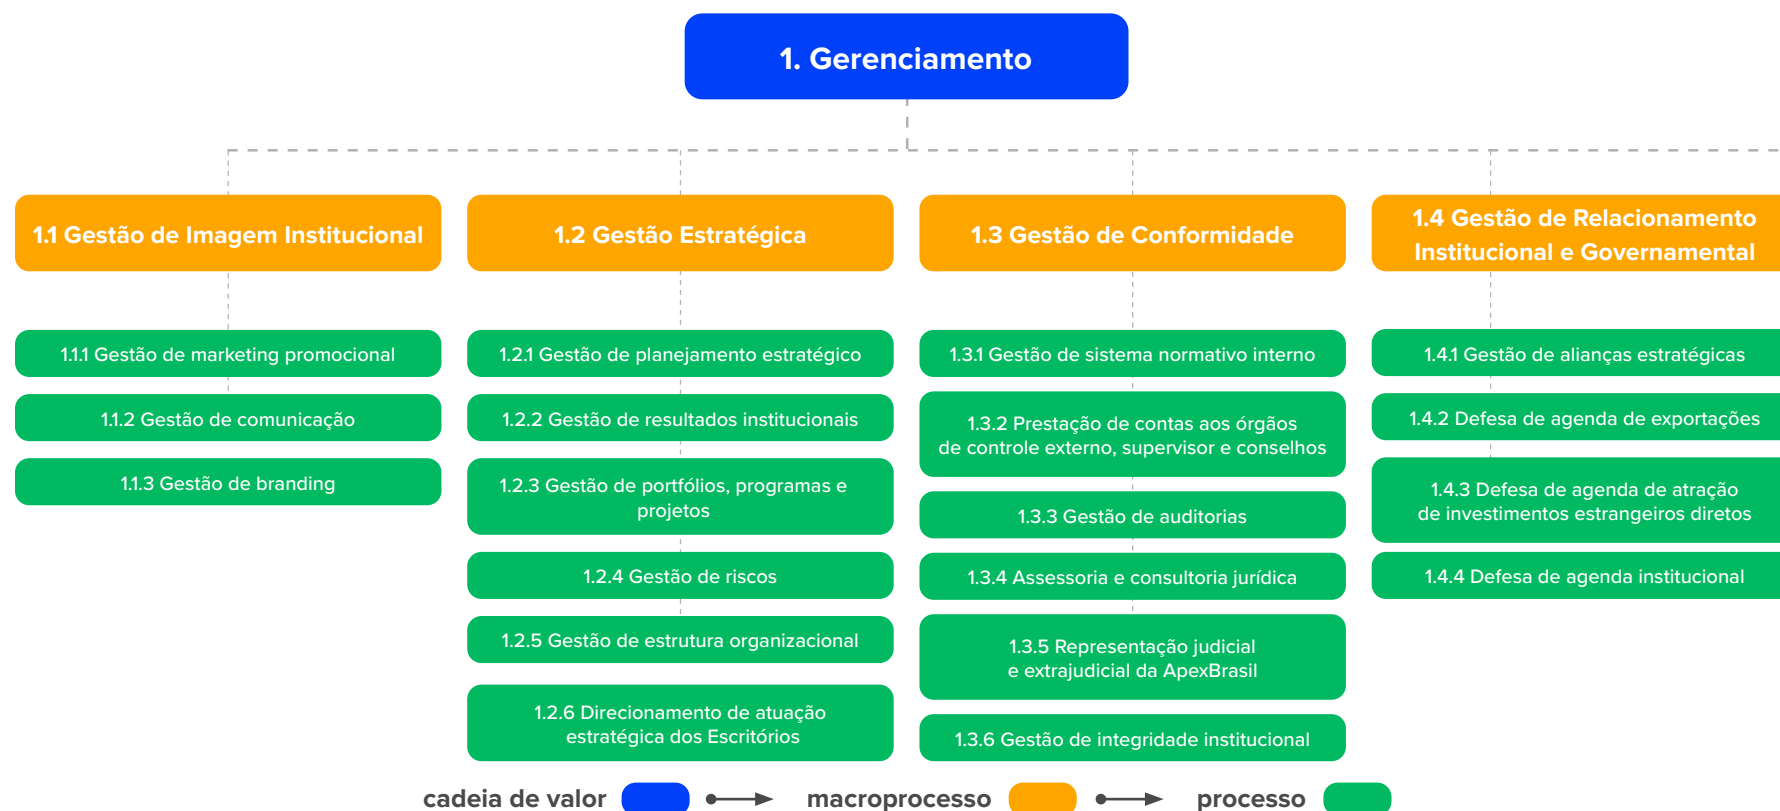 1. Gerenciamento
1.1 Gestão de Imagem Institucional
1.1.1 Gestão de marketing promocional
1.1.2 Gestão de comunicação
1.1.3 Gestão de branding
1.2 Gestão Estratégica
1.2.1 Gestão de planejamento estratégico
1.2.2 Gestão de resultados institucionais
1.2.3 Gestão de portfólios, programas e
projetos
1.2.4 Gestão de riscos
1.2.5 Gestão de estrutura organizacional
1.2.6 Direcionamento de atuação
estratégica dos Escritórios
1.3 Gestão de Conformidade
1.3.1 Gestão de sistema normativo interno
1.3.2 Prestação de contas aos órgãos
de controle externo, supervisor e conselhos
1.3.3 Gestão de auditorias
1.3.4 Assessoria e consultoria jurídica
1.3.5 Representação judicial
e extrajudicial da ApexBrasil
1.3.6 Gestão de integridade institucional
1.4 Gestão de Relacionamento
Institucional e Governamental
1.4.1 Gestão de alianças estratégicas
1.4.2 Defesa de agenda de exportações
1.4.3 Defesa de agenda de atração
de investimentos estrangeiros diretos
1.4.4 Defesa de agenda institucional
cadeia de valor macroprocesso processo